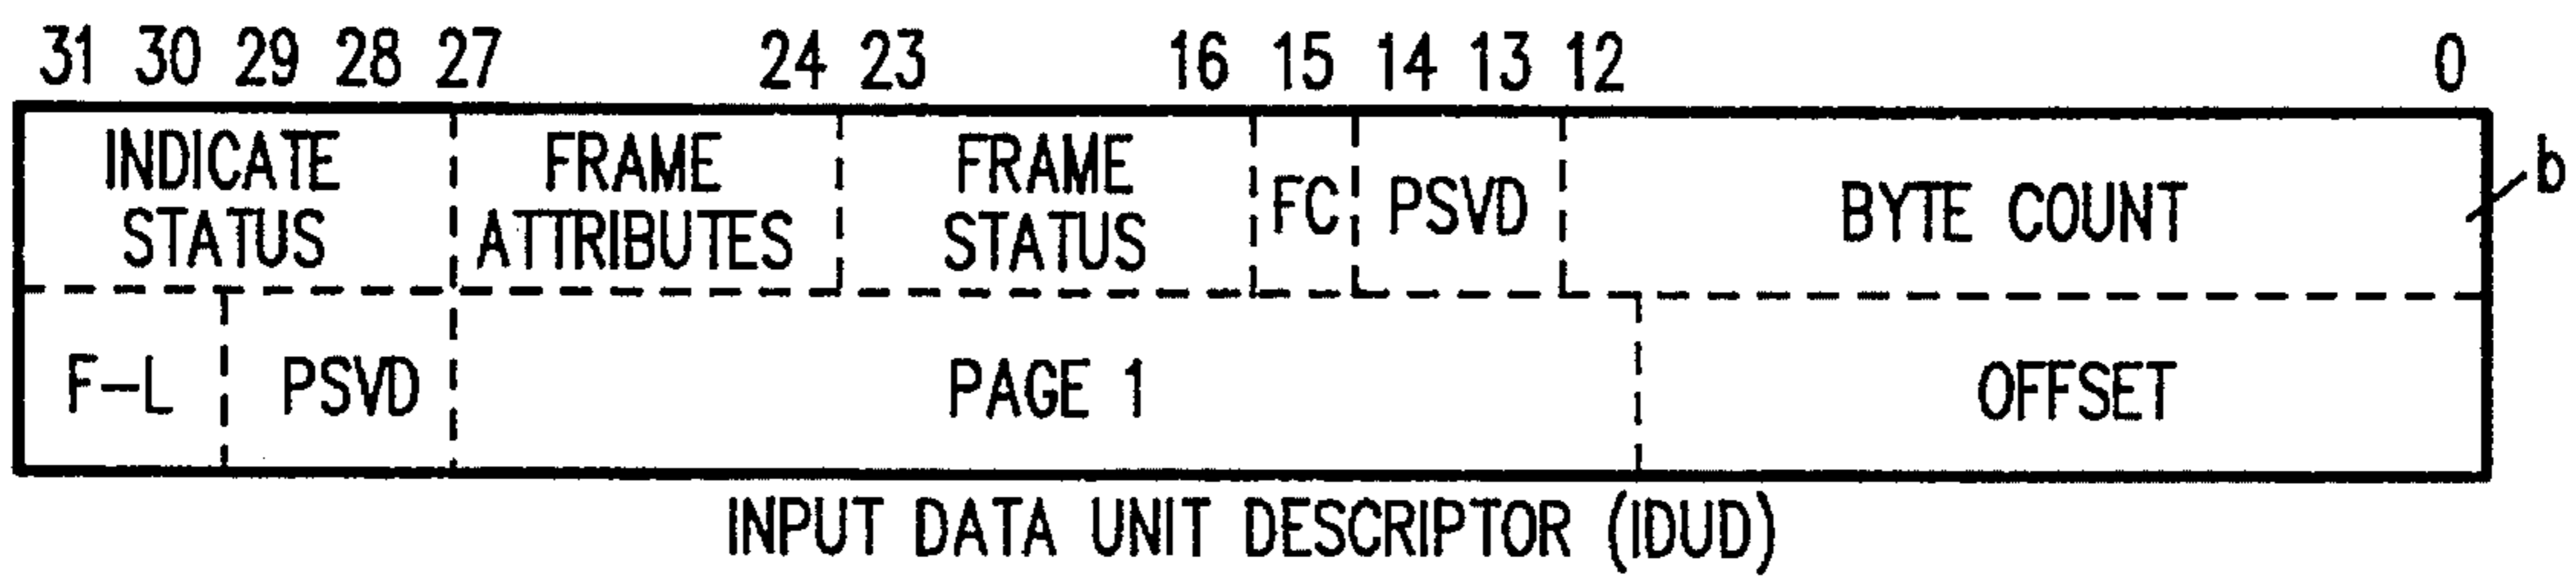 31 30 29 28 27 24 23 16 15 14 13 12 0
INDICATE FRAME FRAME
STATUS ATTRIBUTES STATUS FC PSVD BYTE COUNT b
F-L PSVD PAGE 1 OFFSET
INPUT DATA UNIT DESCRIPTOR (IDUD)